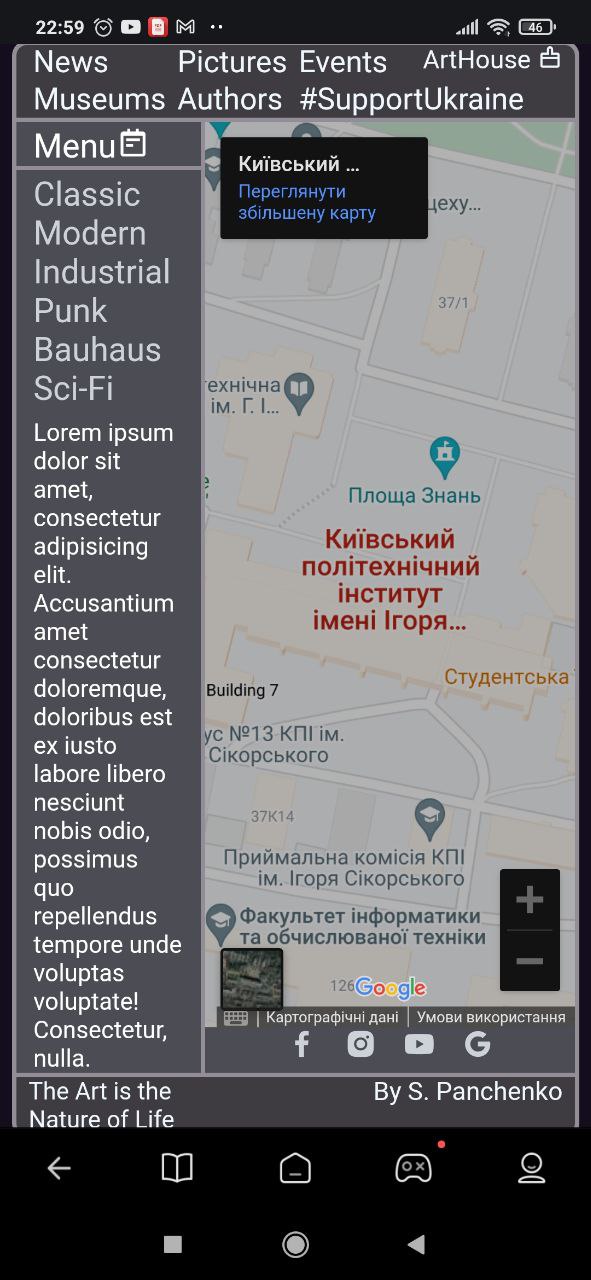 22:59
46
News Pictures Events ArtHouse
Museums Authors #SupportUkraine
Menu
Classic
Modern
Industrial
Punk
Bauhaus
Sci-Fi
Lorem ipsum
dolor sit
amet,
consectetur
adipisicing
elit.
Accusantium
amet
consectetur
doloremque,
doloribus est
ex iusto
labore libero
nesciunt
nobis odio,
possimus
quo
repellendus
tempore unde
voluptas
voluptate!
Consectetur,
nulla.
Київський ...
Переглянути
збільшену карту
цеху...
37/1
ехнічна
ім. Г. І...
Площа Знань
Київський
політехнічний
інститут
імені Ігоря...
Студентська
Building 7
ус №13 КПІ ім.
Сікорського
37К14
Приймальна комісія КПІ
ім. Ігоря Сікорського
Факультет інформатики
та обчислюваної техніки
126
Google
Картографічні дані
Умови використання
The Art is the
Nature of Life
By S. Panchenko